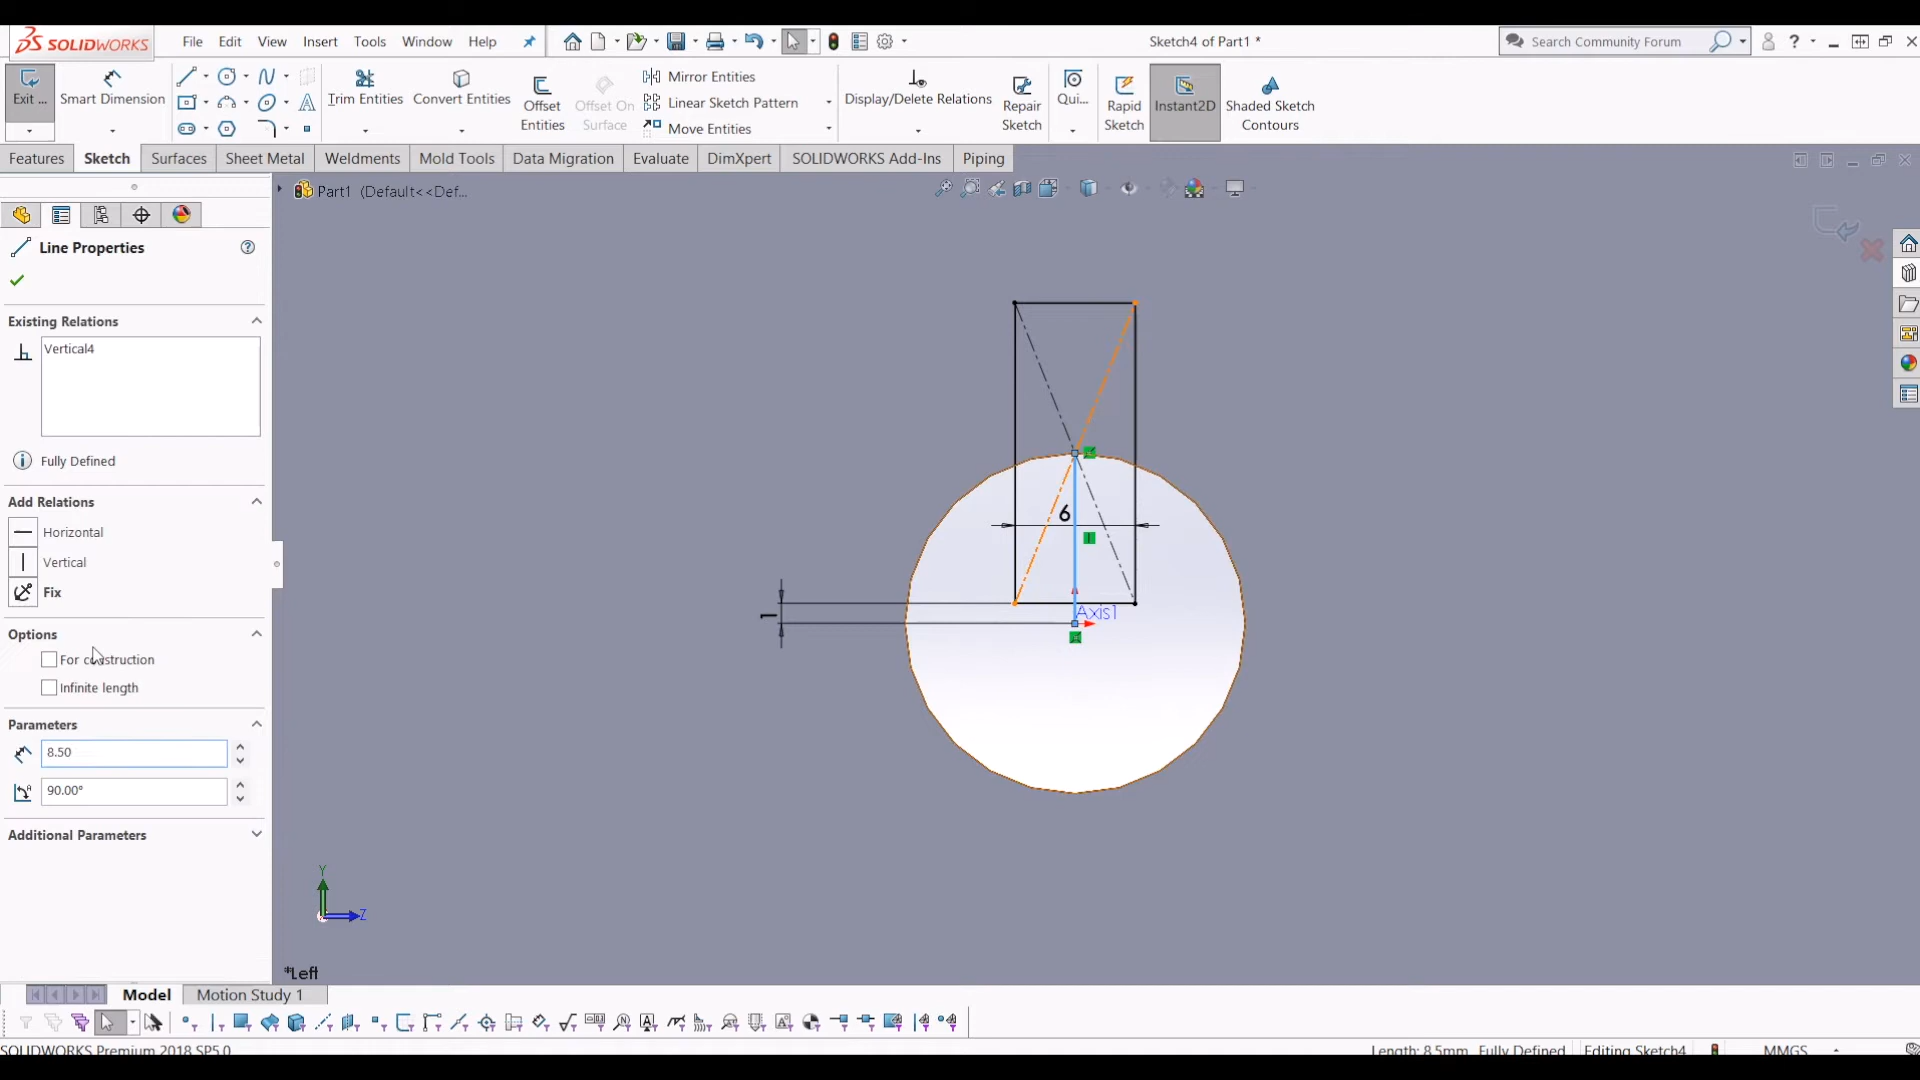 SOLIDWORKS
File Edit View Insert Tools Window Help
Sketch4 of Part1 *
Search Community Forum
?
Exit ...
Smart Dimension
Trim Entities
Convert Entities
Offset Entities
Offset On Surface
Mirror Entities
Linear Sketch Pattern
Move Entities
Display/Delete Relations
Repair Sketch
Qui...
Rapid Sketch
Instant2D
Shaded Sketch Contours
Features Sketch Surfaces Sheet Metal Weldments Mold Tools Data Migration Evaluate DimXpert SOLIDWORKS Add-Ins Piping
Part1 (Default<<Def...
Line Properties
Existing Relations
Vertical4
Fully Defined
Add Relations
Horizontal
Vertical
Fix
Options
For construction
Infinite length
Parameters
8.50
90.00°
Additional Parameters
6
1
Axis1
Y
Z
*Left
Model Motion Study 1
SOLIDWORKS Premium 2018 SP5.0
Length: 8.5mm Fully Defined Editing Sketch4 MMGS